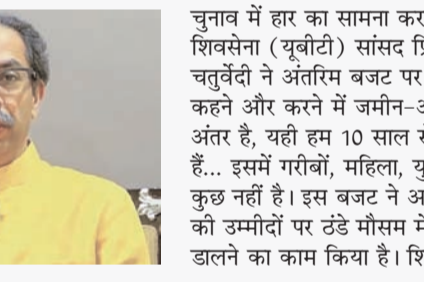 चुनाव में हार का सामना कर
शिवसेना (यूबीटी) सांसद
चतुर्वेदी ने अंतरिम बजट पर
कहने और करने में जमीन-
अंतर है, यही हम 10 साल
हैं... इसमें गरीबों, महिला,
कुछ नहीं है। इस बजट ने
की उम्मीदों पर ठंडे मौसम में
डालने का काम किया है।